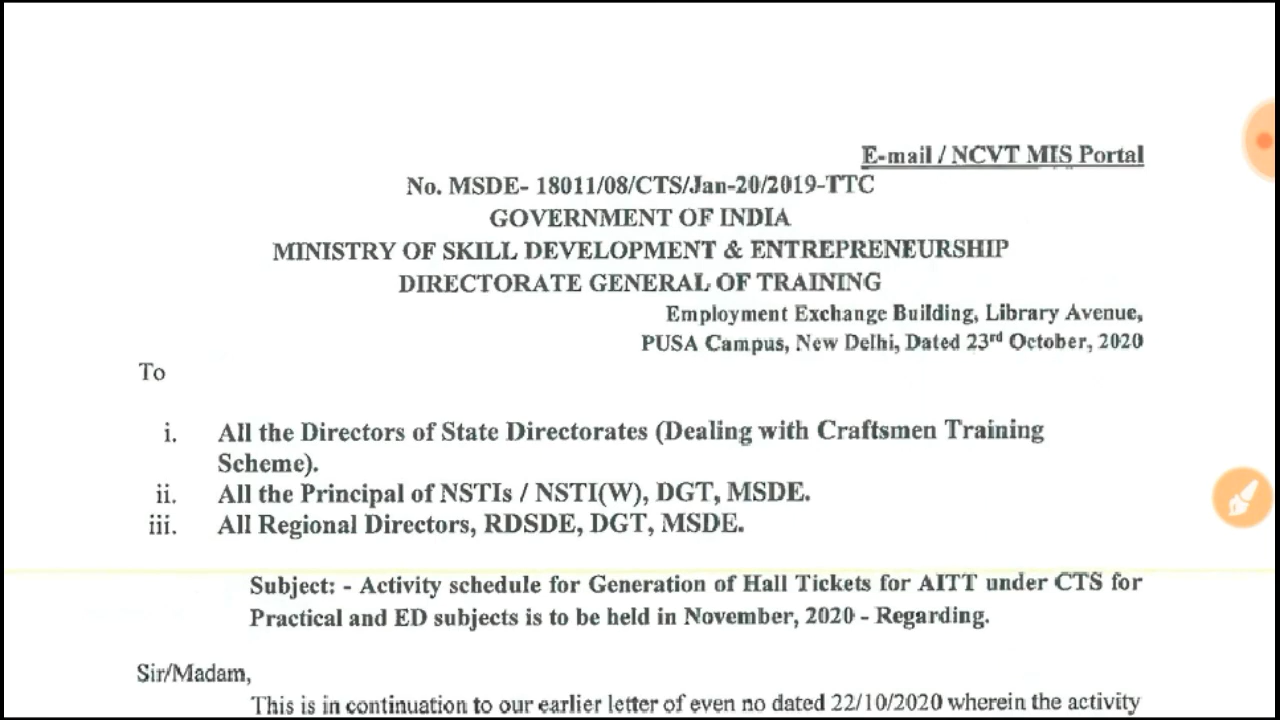 E-mail / NCVT MIS Portal
No. MSDE- 18011/08/CTS/Jan-20/2019-TTC
GOVERNMENT OF INDIA
MINISTRY OF SKILL DEVELOPMENT & ENTREPRENEURSHIP
DIRECTORATE GENERAL OF TRAINING
Employment Exchange Building, Library Avenue,
PUSA Campus, New Delhi, Dated 23rd October, 2020
To
i. All the Directors of State Directorates (Dealing with Craftsmen Training
Scheme).
ii. All the Principal of NSTIs / NSTI(W), DGT, MSDE.
iii. All Regional Directors, RDSDE, DGT, MSDE.
Subject: - Activity schedule for Generation of Hall Tickets for AITT under CTS for
Practical and ED subjects is to be held in November, 2020 - Regarding.
Sir/Madam,
This is in continuation to our earlier letter of even no dated 22/10/2020 wherein the activity